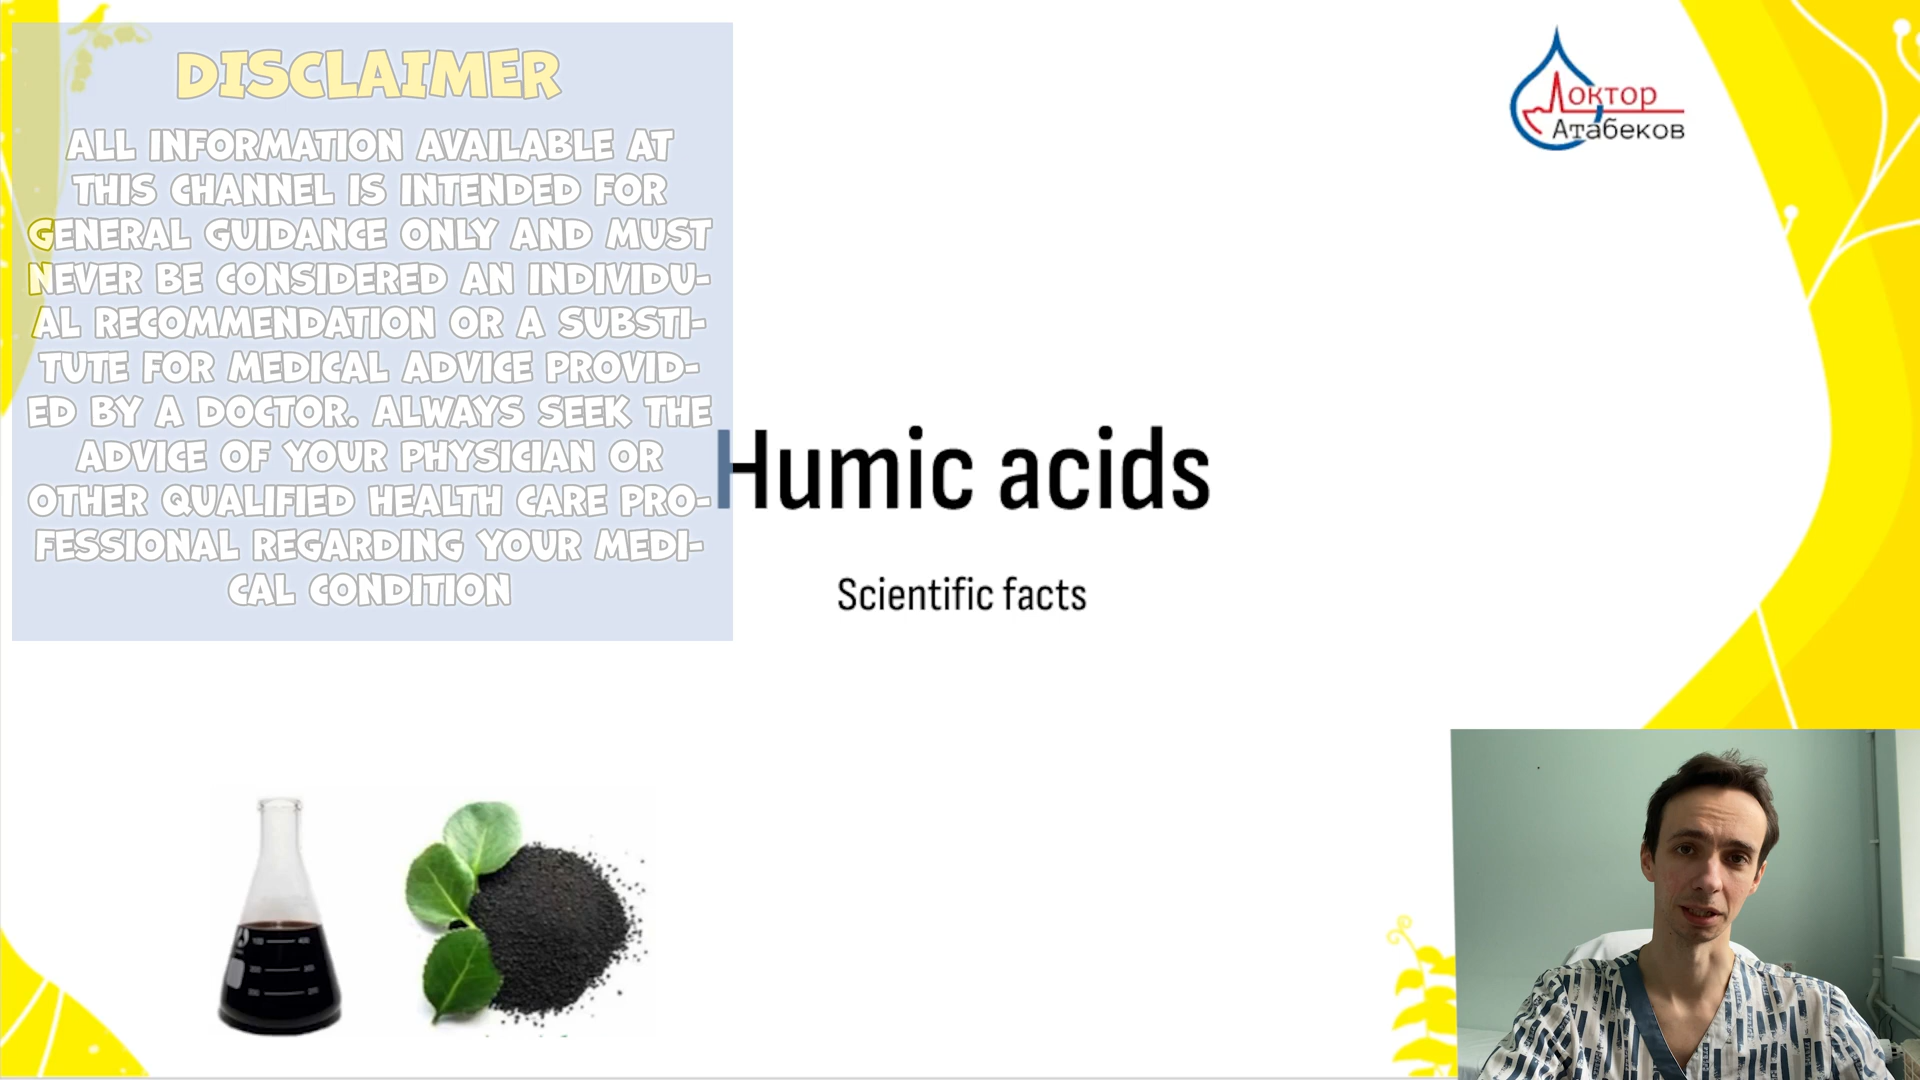 DISCLAIMER
ALL INFORMATION AVAILABLE AT
THIS CHANNEL IS INTENDED FOR
GENERAL GUIDANCE ONLY AND MUST
NEVER BE CONSIDERED AN INDIVIDU-
AL RECOMMENDATION OR A SUBSTI-
TUTE FOR MEDICAL ADVICE PROVID-
ED BY A DOCTOR. ALWAYS SEEK THE
ADVICE OF YOUR PHYSICIAN OR
OTHER QUALIFIED HEALTH CARE PRO-
FESSIONAL REGARDING YOUR MEDI-
CAL CONDITION
Доктор
Атабеков
Humic acids
Scientific facts